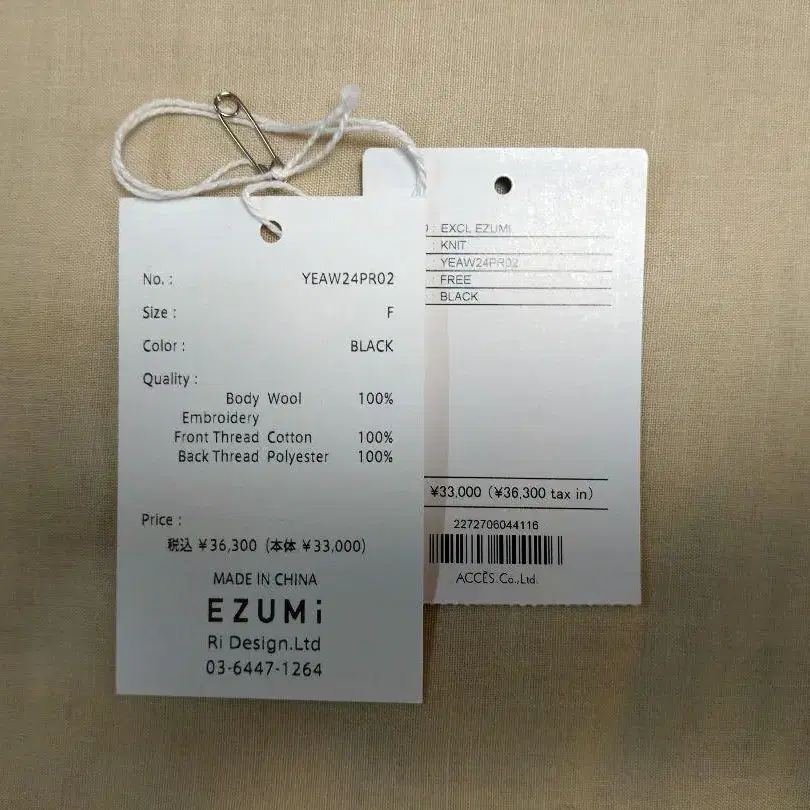 No. : YEAW24PR02
Size : F
Color : BLACK
Quality :
Body Wool 100%
Embroidery
Front Thread Cotton 100%
Back Thread Polyester 100%
Price :
税込 ¥36,300 (本体 ¥33,000)
MADE IN CHINA
EZUMi
Ri Design.Ltd
03-6447-1264
: EXCL EZUMI
: KNIT
: YEAW24PR02
: FREE
: BLACK
¥33,000 (¥36,300 tax in)
2272706044116
ACCÈS Co.,Ltd.